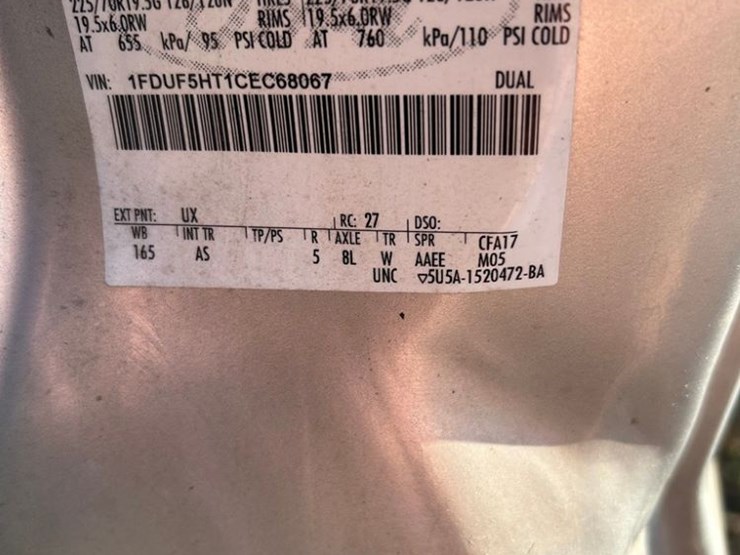 19.5x6.0RW RIMS 19.5x6.0RW RIMS
AT 655 kPa/ 95 PSI COLD AT 760 kPa/110 PSI COLD
VIN: 1FDUF5HT1CEC68067 DUAL
EXT PNT: UX RC: 27 DSO:
WB INT TR TP/PS R AXLE TR SPR CFA17
165 AS 5 8L W AAEE M05
UNC ▽5U5A-1520472-BA